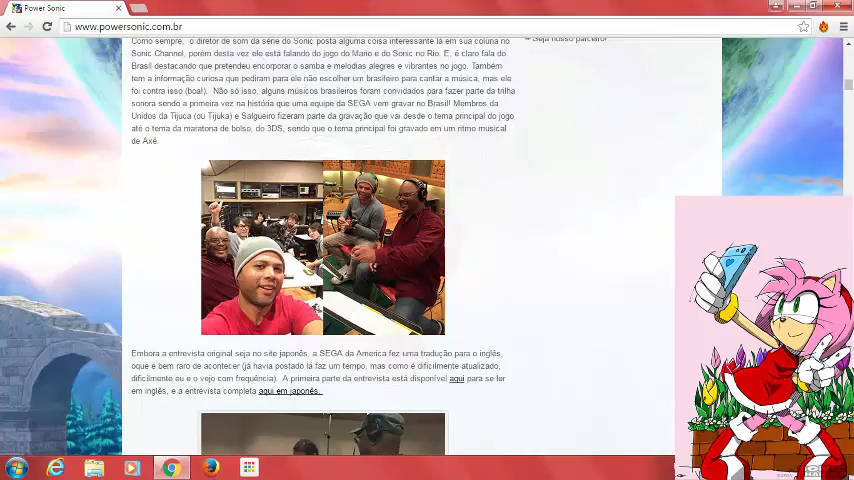 Power Sonic
www.powersonic.com.br
Como sempre, o diretor de som da série do Sonic posta alguma coisa interessante lá em sua coluna no
Seja nosso parceiro!
Sonic Channel, porém desta vez ele está falando do jogo do Mario e do Sonic no Rio. E, é claro fala do
Brasil destacando que pretendeu encorporar o samba e melodias alegres e vibrantes no jogo. Também
tem a informação curiosa que pediram para ele não escolher um brasileiro para cantar a música, mas ele
foi contra isso (boa!). Não só isso, alguns músicos brasileiros foram convidados para fazer parte da trilha
sonora sendo a primeira vez na história que uma equipe da SEGA vem gravar no Brasil! Membros da
Unidos da Tijuca (ou Tijuka) e Salgueiro fizeram parte da gravação que vai desde o tema principal do jogo
até o tema da maratona de bolso, do 3DS, sendo que o tema principal foi gravado em um ritmo musical
de Axé.
Embora a entrevista original seja no site japonês, a SEGA da America fez uma tradução para o inglês,
oque é bem raro de acontecer (já havia postado lá faz um tempo, mas como é dificilmente atualizado,
dificilmente eu e o vejo com frequência). A primeira parte da entrevista está disponível aqui para se ler
em inglês, e a entrevista completa aqui em japonês.